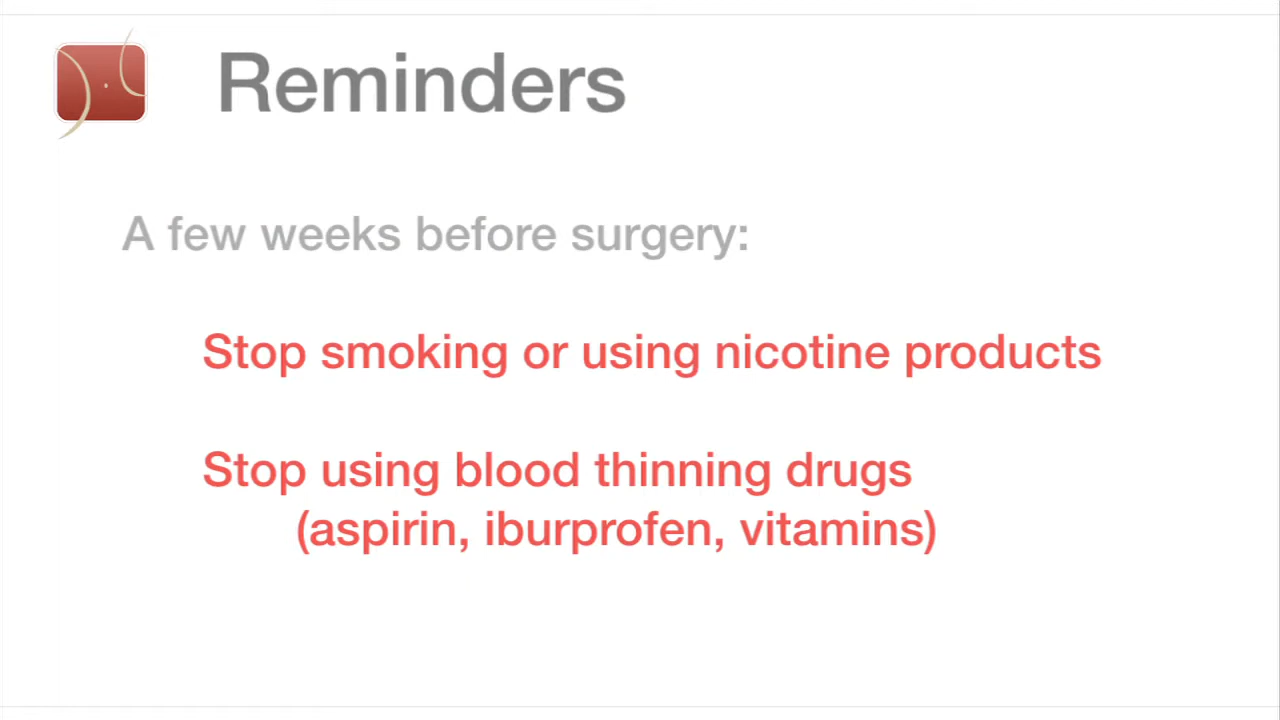 Reminders
A few weeks before surgery:
Stop smoking or using nicotine products
Stop using blood thinning drugs
(aspirin, iburprofen, vitamins)